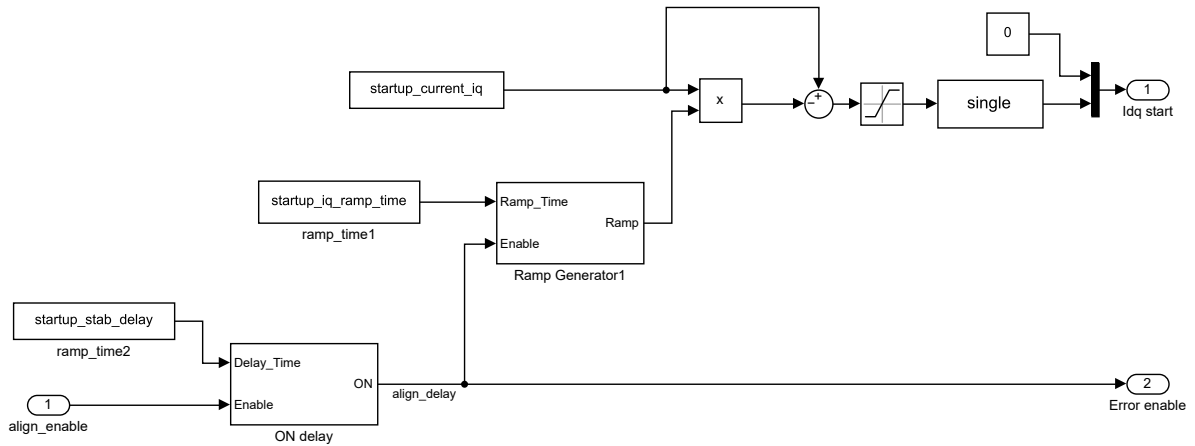 0
startup_current_iq
x
+
−
single
1
Idq start
startup_iq_ramp_time
ramp_time1
Ramp_Time
Ramp
Enable
Ramp Generator1
startup_stab_delay
ramp_time2
Delay_Time
ON
Enable
ON delay
1
align_enable
align_delay
2
Error enable